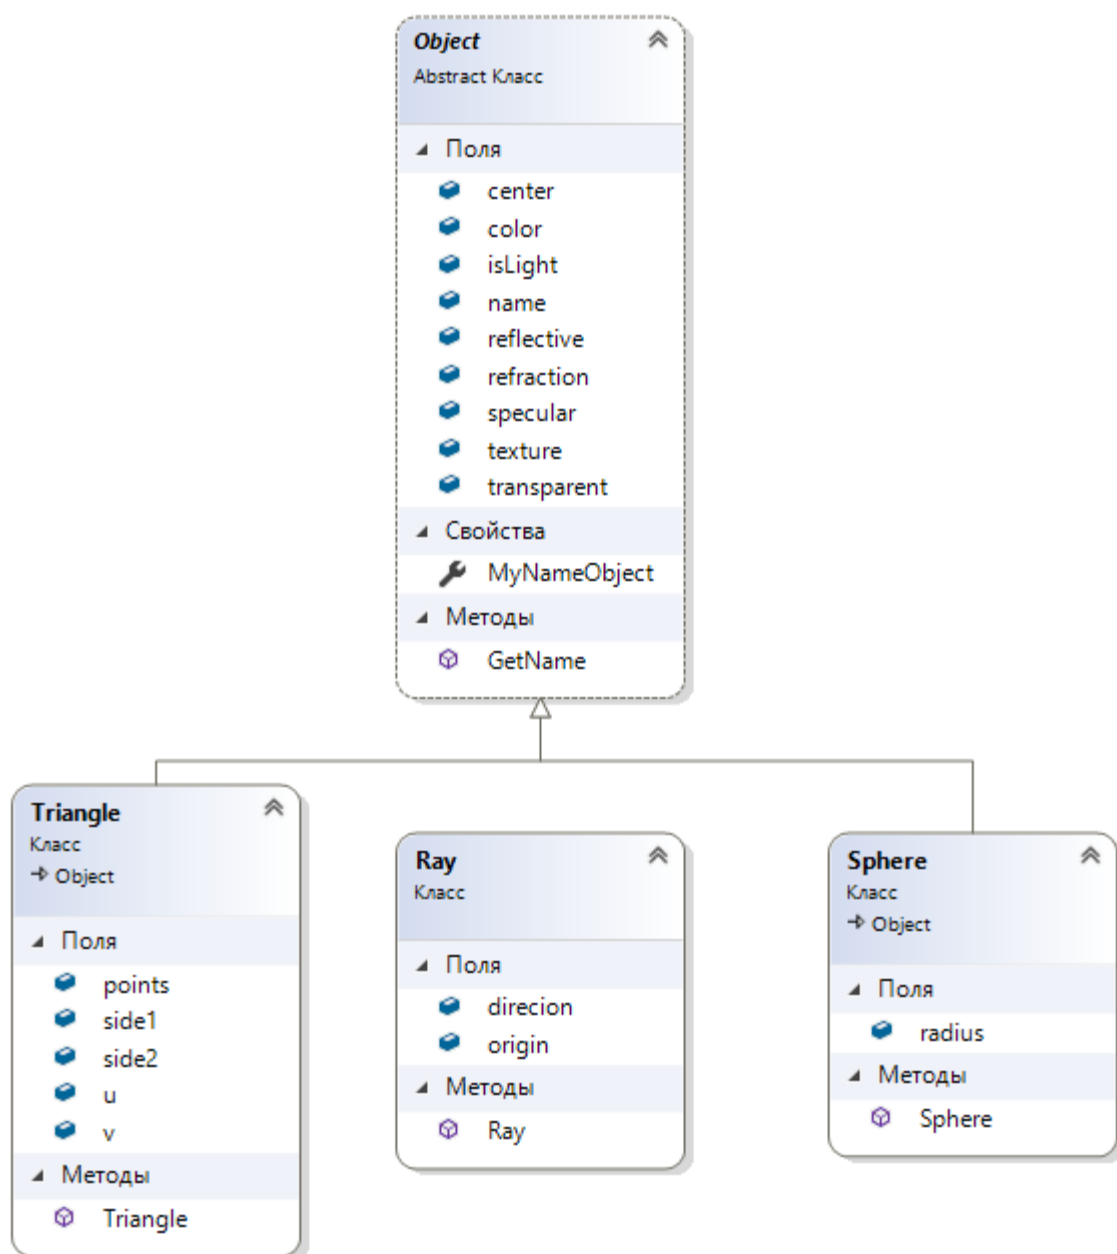 Object
Abstract Класс
Поля
center
color
isLight
name
reflective
refraction
specular
texture
transparent
Свойства
MyNameObject
Методы
GetName
Triangle
Класс
Object
Поля
points
side1
side2
u
v
Методы
Triangle
Ray
Класс
Поля
direcion
origin
Методы
Ray
Sphere
Класс
Object
Поля
radius
Методы
Sphere